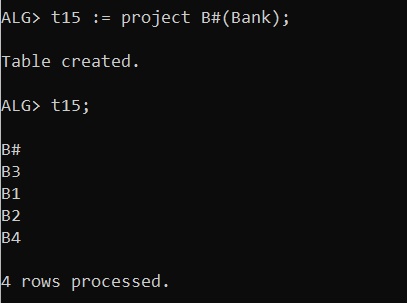 ALG> t15 := project B#(Bank);
Table created.
ALG> t15;
B#
B3
B1
B2
B4
4 rows processed.